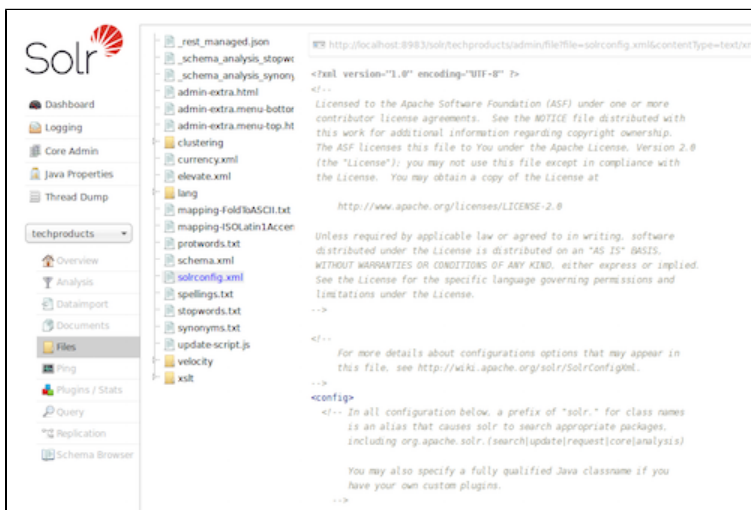 Solr
Dashboard
Logging
Core Admin
Java Properties
Thread Dump
techproducts
Overview
Analysis
Dataimport
Documents
Files
Ping
Plugins / Stats
Query
Replication
Schema Browser
_rest_managed.json
_schema_analysis_stopwc
_schema_analysis_synony
admin-extra.html
admin-extra.menu-bottor
admin-extra.menu-top.ht
clustering
currency.xml
elevate.xml
lang
mapping-FoldToASCII.txt
mapping-ISOLatin1Accen
protwords.txt
schema.xml
solrconfig.xml
spellings.txt
stopwords.txt
synonyms.txt
update-script.js
velocity
xslt
http://localhost:8983/solr/techproducts/admin/file?file=solrconfig.xml&contentType=text/xm
<?xml version="1.0" encoding="UTF-8" ?>
<!--
Licensed to the Apache Software Foundation (ASF) under one or more
contributor license agreements. See the NOTICE file distributed with
this work for additional information regarding copyright ownership.
The ASF licenses this file to You under the Apache License, Version 2.0
(the "License"); you may not use this file except in compliance with
the License. You may obtain a copy of the License at
http://www.apache.org/licenses/LICENSE-2.0
Unless required by applicable law or agreed to in writing, software
distributed under the License is distributed on an "AS IS" BASIS,
WITHOUT WARRANTIES OR CONDITIONS OF ANY KIND, either express or implied.
See the License for the specific language governing permissions and
limitations under the License.
-->
<!--
For more details about configurations options that may appear in
this file, see http://wiki.apache.org/solr/SolrConfigXml.
-->
<config>
<!-- In all configuration below, a prefix of "solr." for class names
is an alias that causes solr to search appropriate packages,
including org.apache.solr.(search|update|request|core|analysis)
You may also specify a fully qualified Java classname if you
have your own custom plugins.
-->